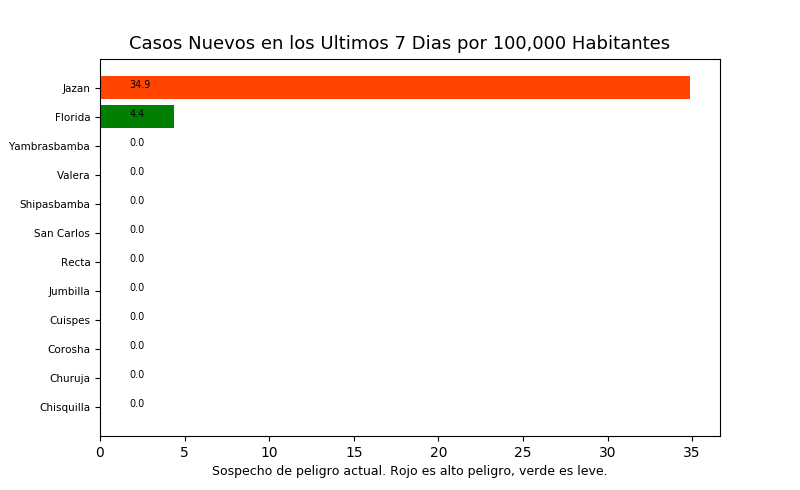 Casos Nuevos en los Ultimos 7 Dias por 100,000 Habitantes
Jazan 34.9
Florida 4.4
Yambrasbamba 0.0
Valera 0.0
Shipasbamba 0.0
San Carlos 0.0
Recta 0.0
Jumbilla 0.0
Cuispes 0.0
Corosha 0.0
Churuja 0.0
Chisquilla 0.0
0 5 10 15 20 25 30 35
Sospecho de peligro actual. Rojo es alto peligro, verde es leve.